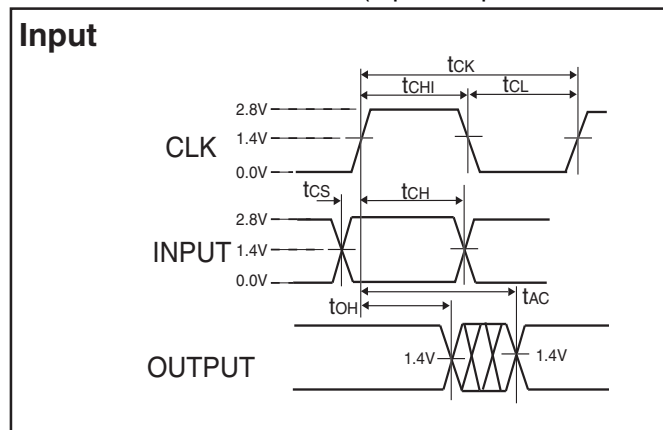 Input
tCK
tCHI
tCL
2.8V
1.4V
0.0V
CLK
tCS
tCH
2.8V
1.4V
0.0V
INPUT
tAC
tOH
1.4V
1.4V
OUTPUT